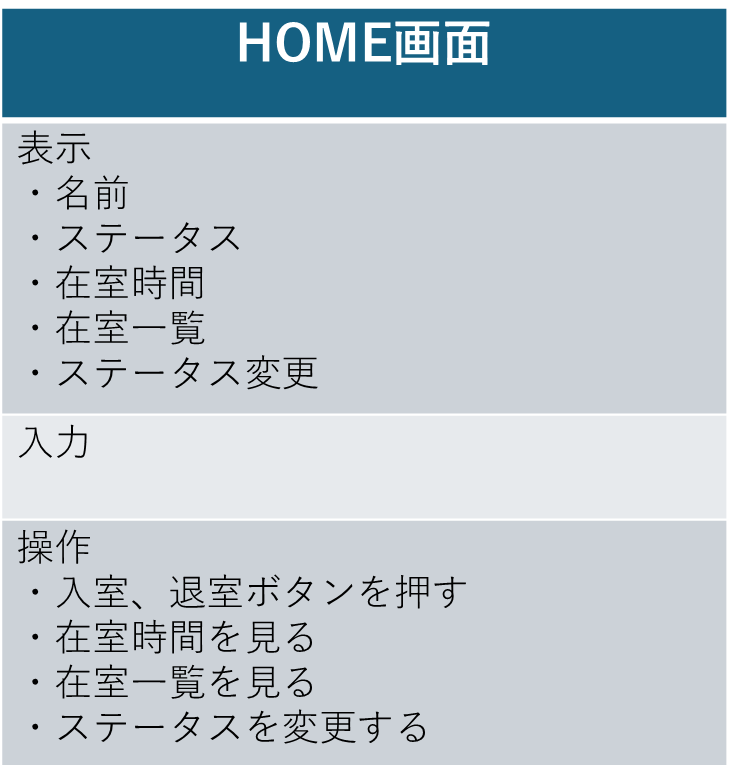 HOME画面
表示
・名前
・ステータス
・在室時間
・在室一覧
・ステータス変更
入力
操作
・入室、退室ボタンを押す
・在室時間を見る
・在室一覧を見る
・ステータスを変更する